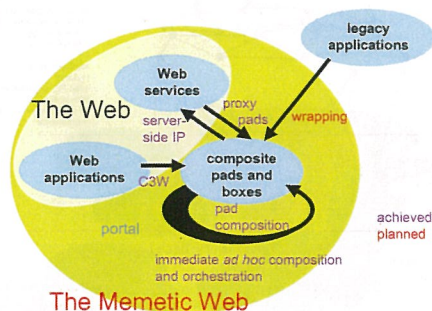 legacy
applications
Web
services
proxy
pads
The Web
server-
side IP
wrapping
Web
applications
composite
pads and
boxes
C3W
pad
composition
portal
achieved
planned
immediate ad hoc composition
and orchestration
The Memetic Web